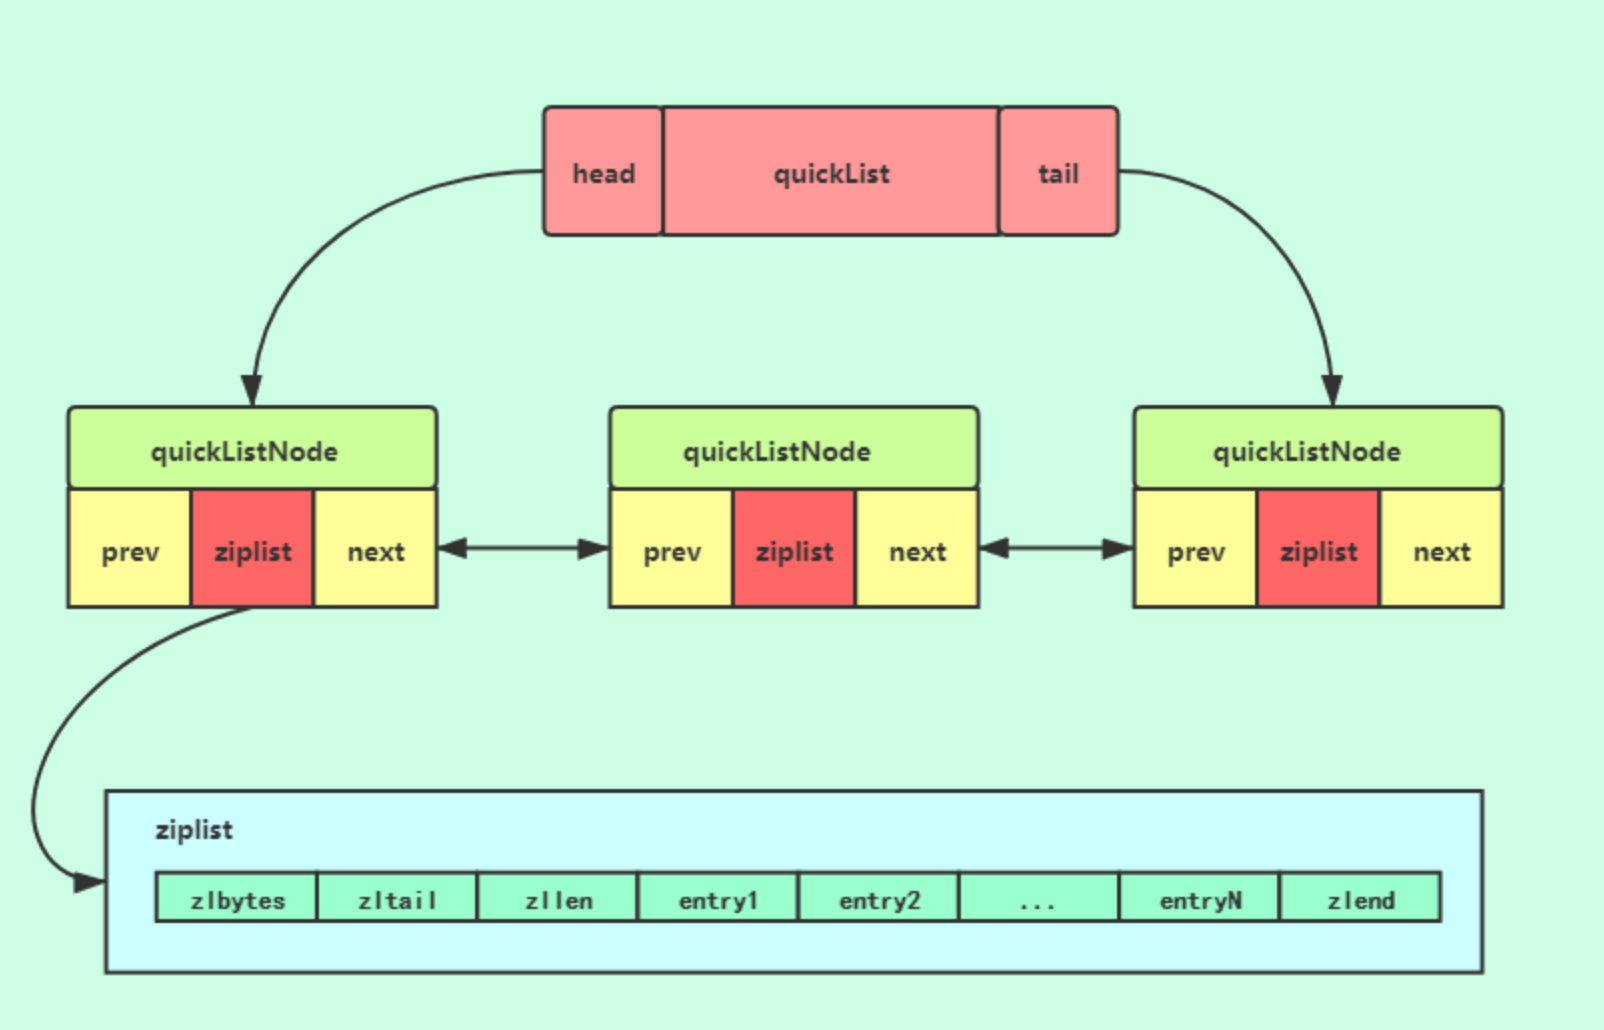 head quickList tail
quickListNode quickListNode quickListNode
prev ziplist next prev ziplist next prev ziplist next
ziplist
zlbytes zltail zllen entry1 entry2 ... entryN zlend